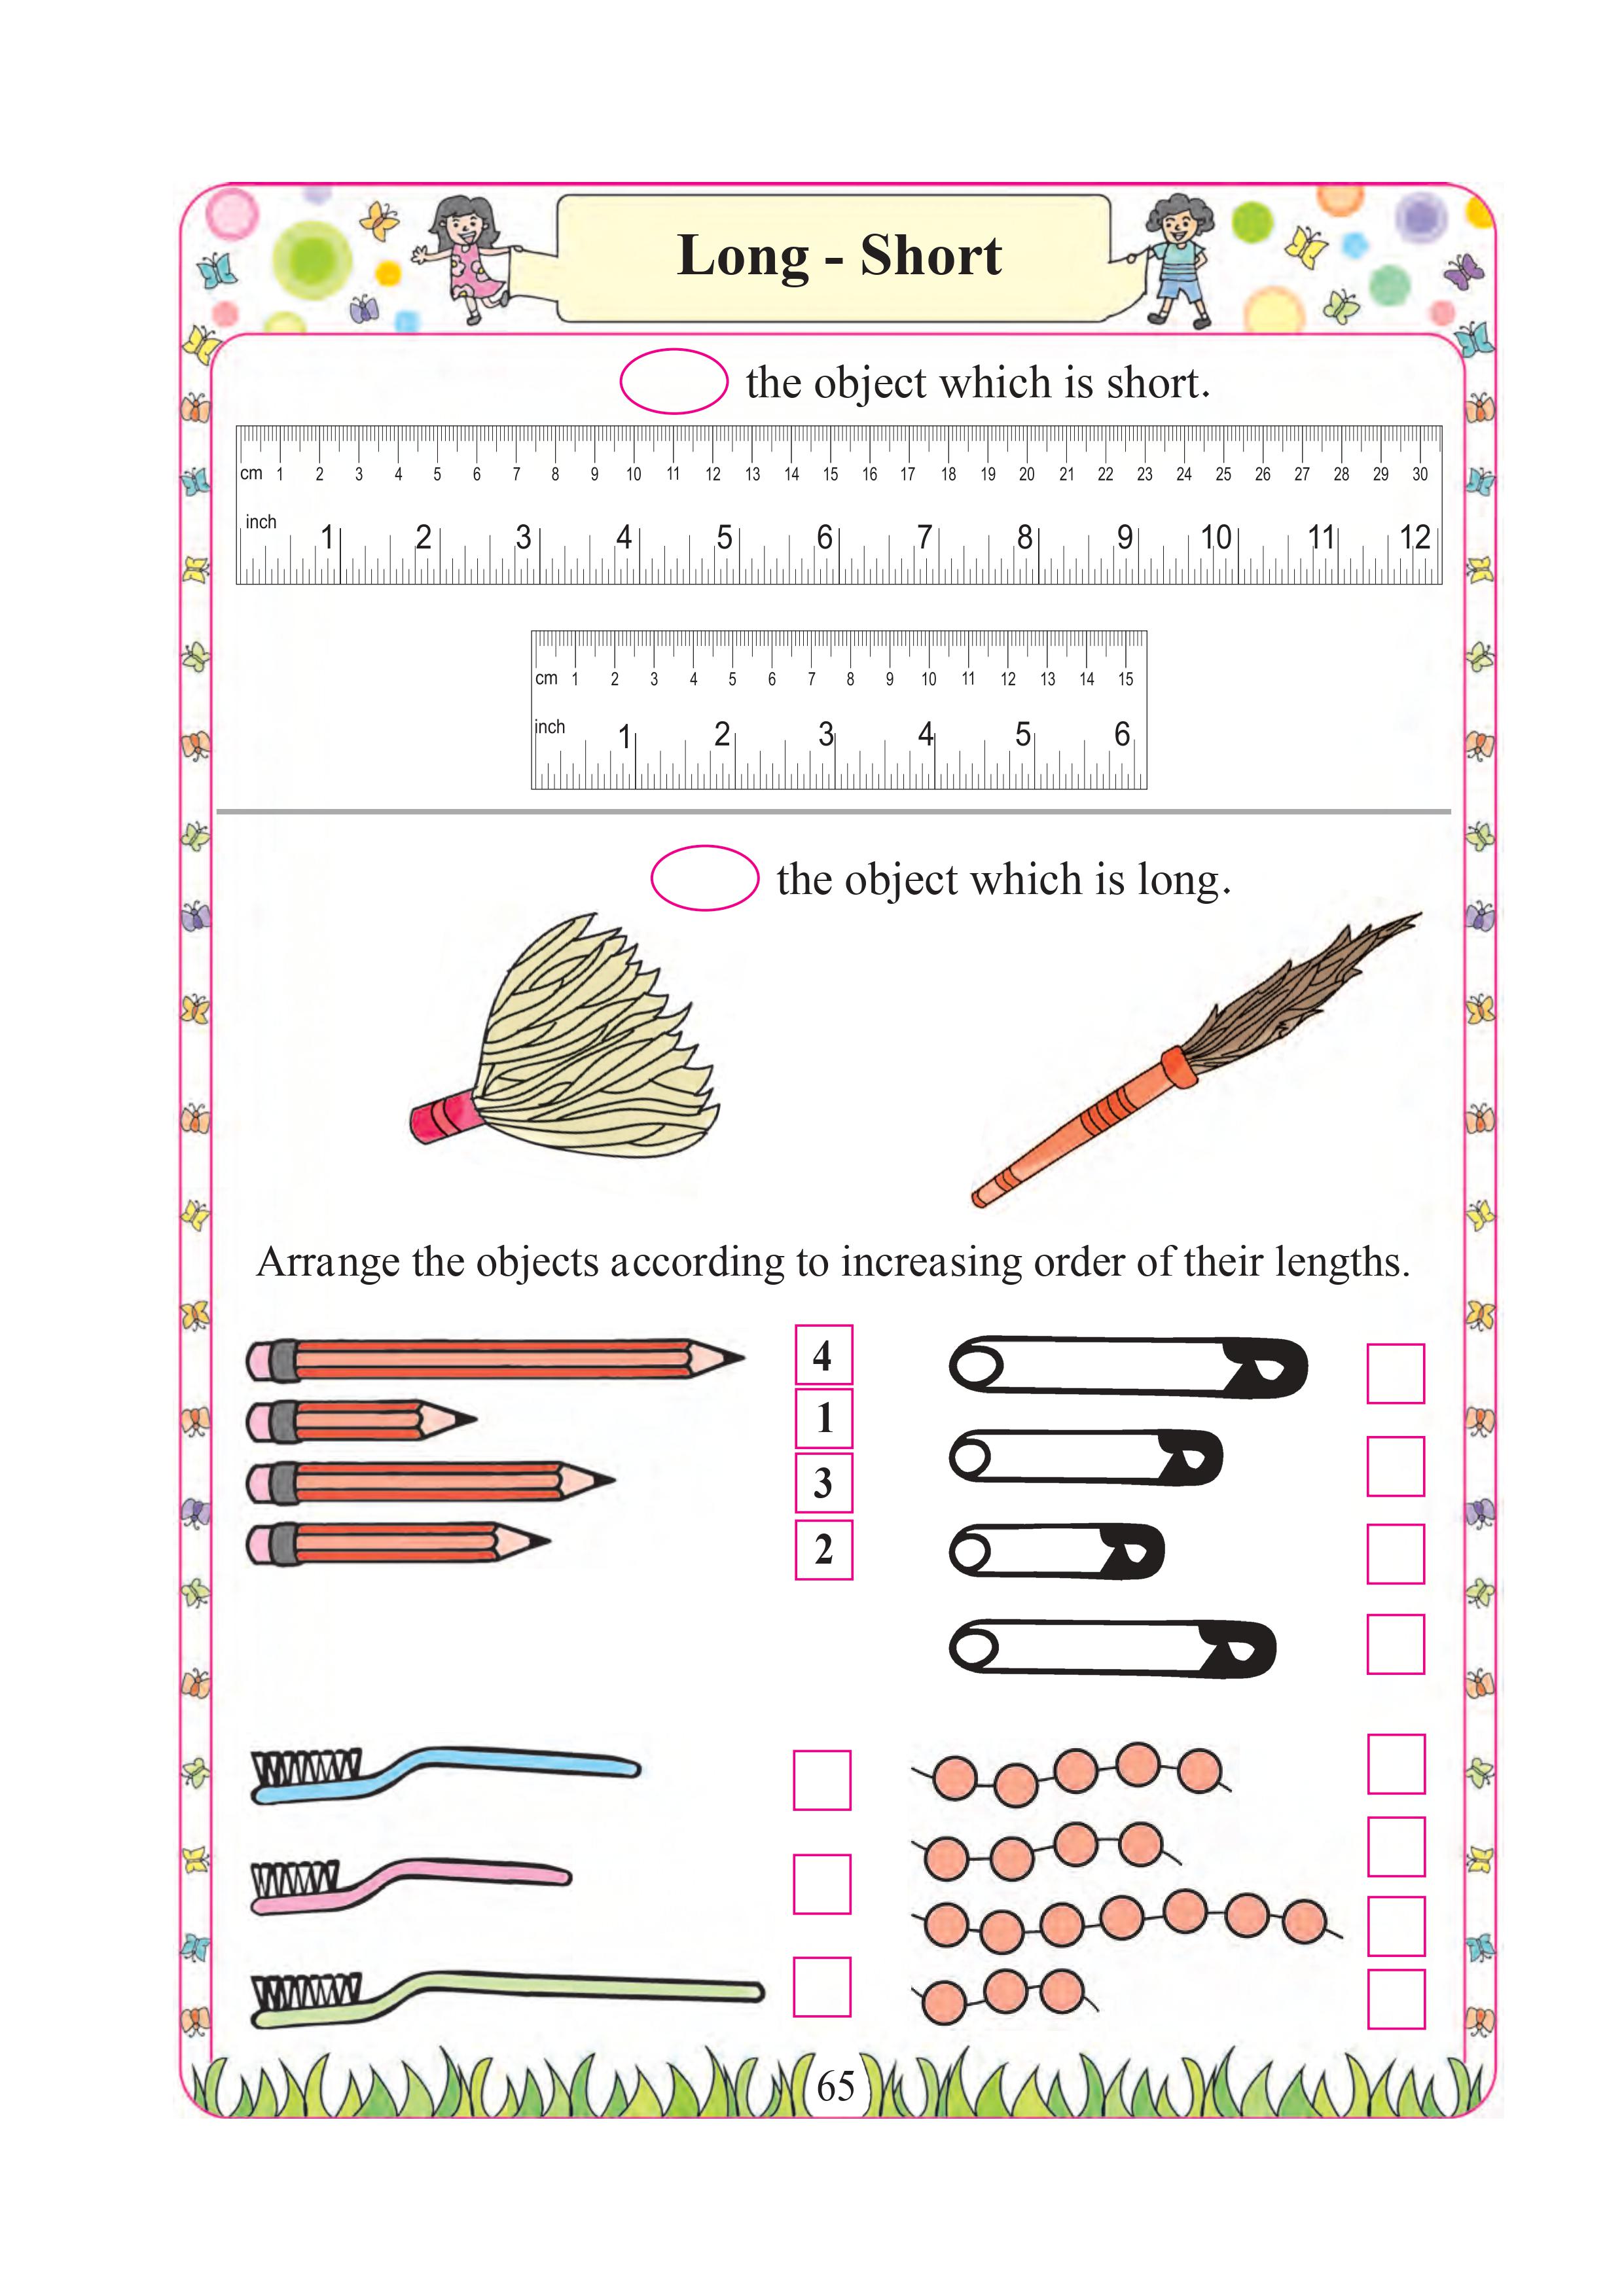 Long - Short
the object which is short.
cm 1 2 3 4 5 6 7 8 9 10 11 12 13 14 15 16 17 18 19 20 21 22 23 24 25 26 27 28 29 30
inch 1 2 3 4 5 6 7 8 9 10 11 12
cm 1 2 3 4 5 6 7 8 9 10 11 12 13 14 15
inch 1 2 3 4 5 6
the object which is long.
Arrange the objects according to increasing order of their lengths.
4
1
3
2
65